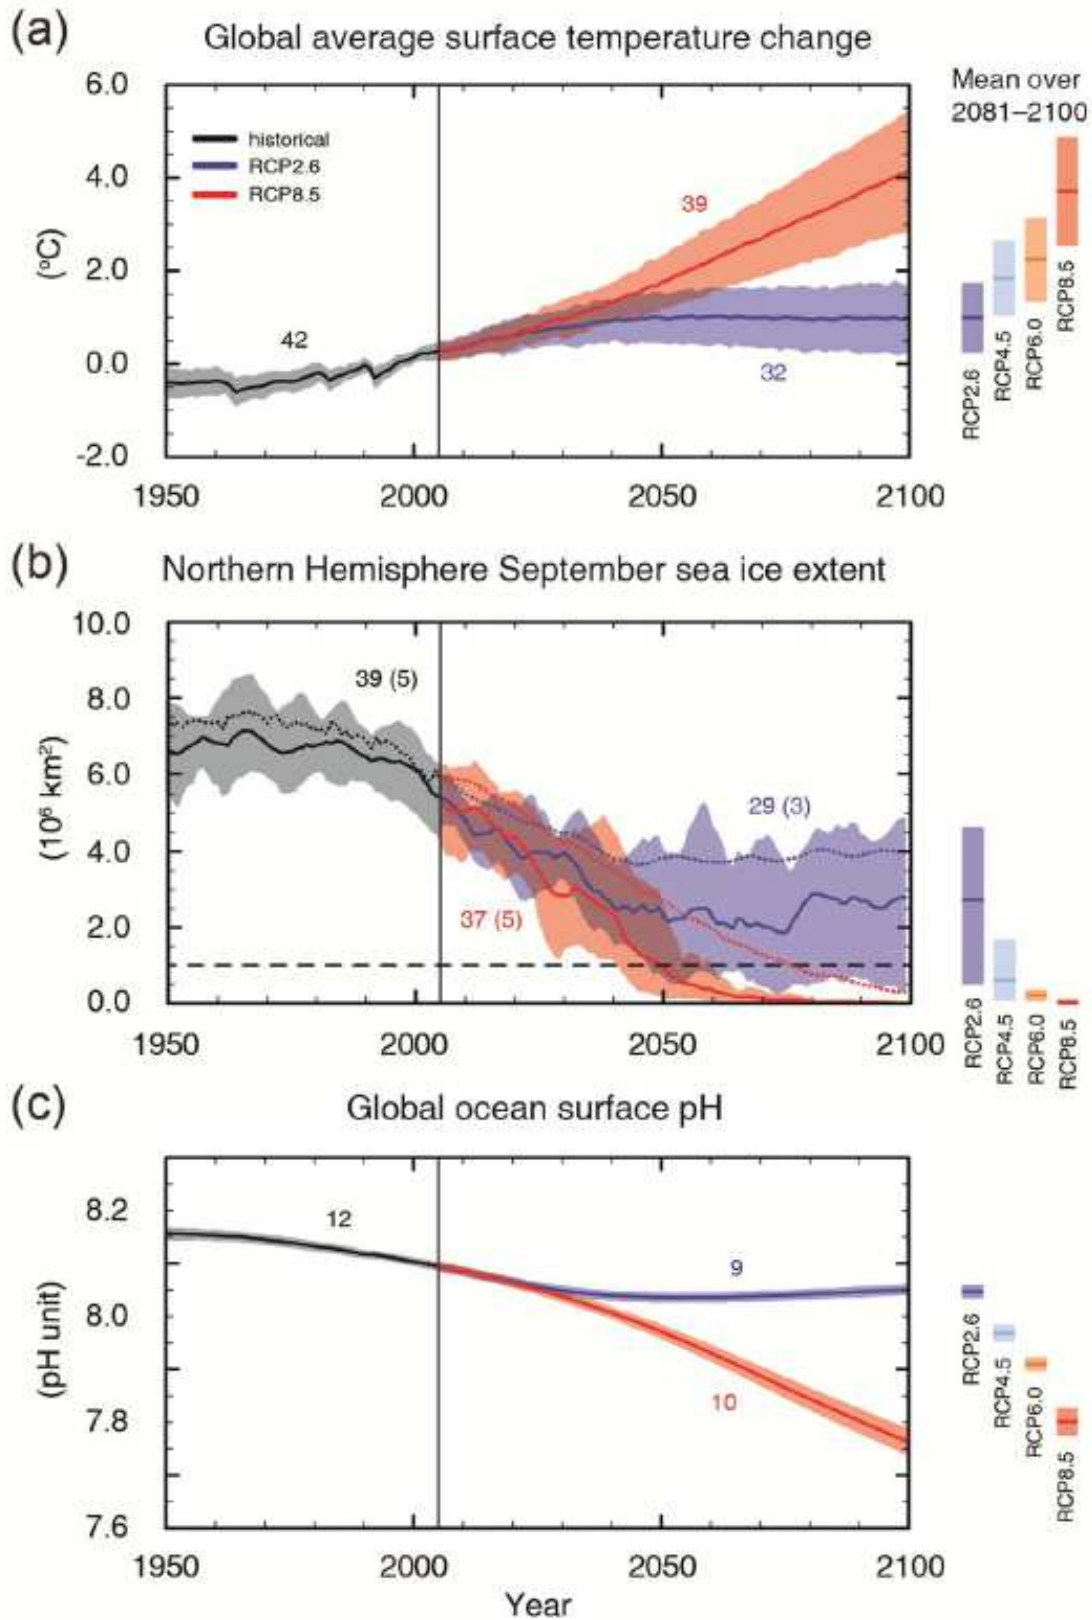 (a)
Global average surface temperature change
Mean over
2081–2100
6.0
4.0
2.0
0.0
-2.0
(°C)
historical
RCP2.6
RCP8.5
42
39
32
1950
2000
2050
2100
RCP2.6
RCP4.5
RCP6.0
RCP8.5
(b)
Northern Hemisphere September sea ice extent
10.0
8.0
6.0
4.0
2.0
0.0
(10⁶ km²)
39 (5)
29 (3)
37 (5)
1950
2000
2050
2100
RCP2.6
RCP4.5
RCP6.0
RCP8.5
(c)
Global ocean surface pH
8.2
8.0
7.8
7.6
(pH unit)
12
9
10
1950
2000
2050
2100
Year
RCP2.6
RCP4.5
RCP6.0
RCP8.5